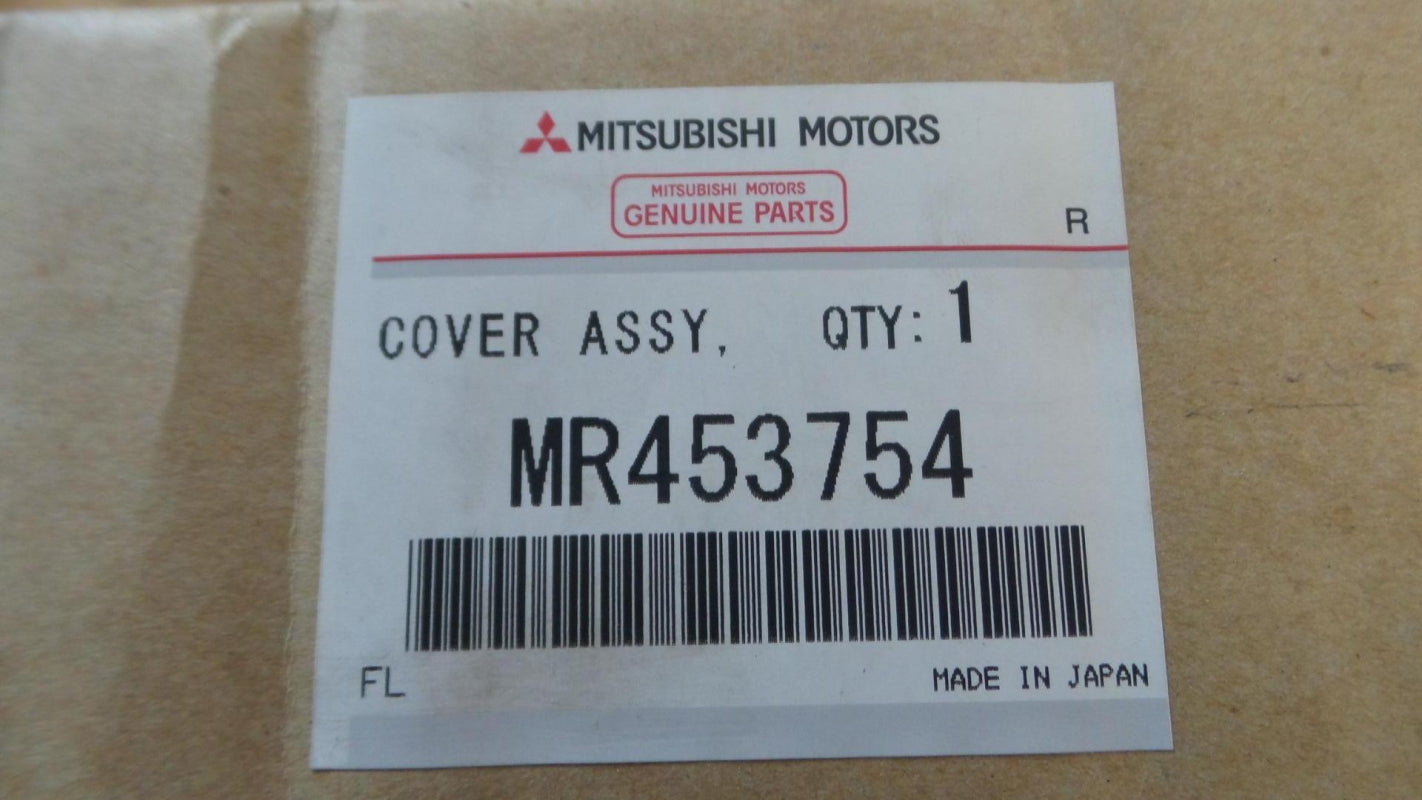 MITSUBISHI MOTORS
MITSUBISHI MOTORS
GENUINE PARTS
R
COVER ASSY, QTY: 1
MR453754
FL
MADE IN JAPAN